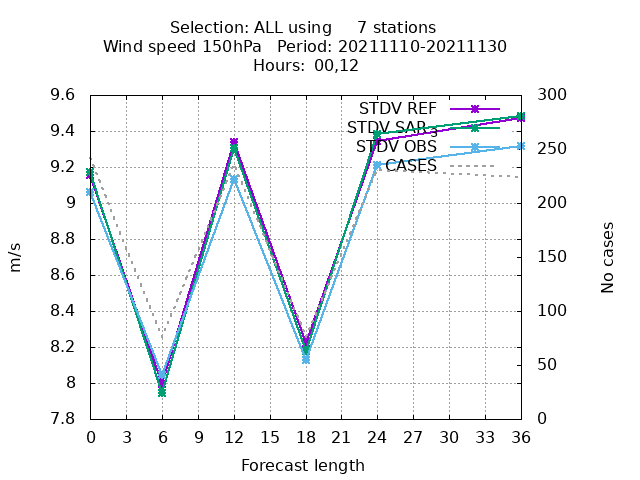 Selection: ALL using 7 stations
Wind speed 150hPa Period: 20211110-20211130
Hours: 00,12
9.6
9.4
9.2
9
8.8
8.6
8.4
8.2
8
7.8
m/s
STDV REF
STDV SAR_3
STDV OBS
CASES
300
250
200
150
100
50
0
No cases
0 3 6 9 12 15 18 21 24 27 30 33 36
Forecast length